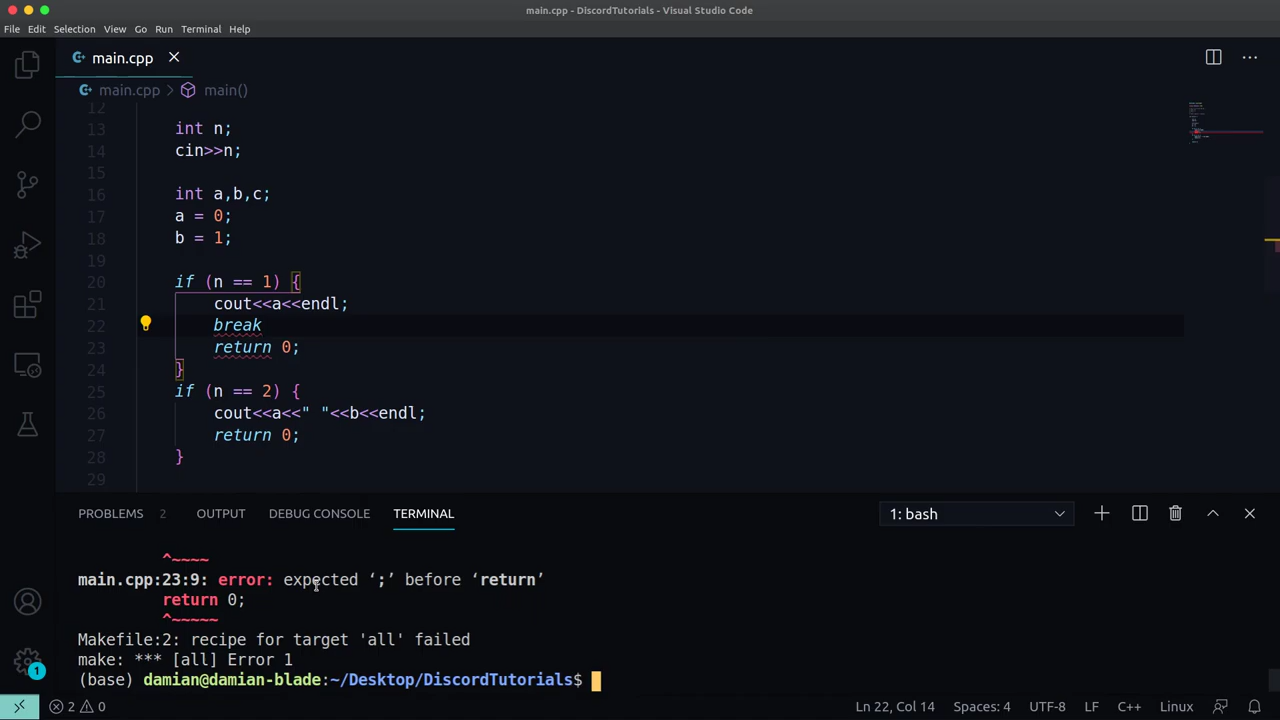 main.cpp - DiscordTutorials - Visual Studio Code
File Edit Selection View Go Run Terminal Help
main.cpp
main.cpp > main()
12
13 int n;
14 cin>>n;
15
16 int a,b,c;
17 a = 0;
18 b = 1;
19
20 if (n == 1) {
21 cout<<a<<endl;
22 break
23 return 0;
24 }
25 if (n == 2) {
26 cout<<a<<" "<<b<<endl;
27 return 0;
28 }
29
PROBLEMS 2 OUTPUT DEBUG CONSOLE TERMINAL 1: bash
^~~~~
main.cpp:23:9: error: expected ‘;’ before ‘return’
return 0;
^~~~~~
Makefile:2: recipe for target 'all' failed
make: *** [all] Error 1
(base) damian@damian-blade:~/Desktop/DiscordTutorials$
1
2 0 Ln 22, Col 14 Spaces: 4 UTF-8 LF C++ Linux